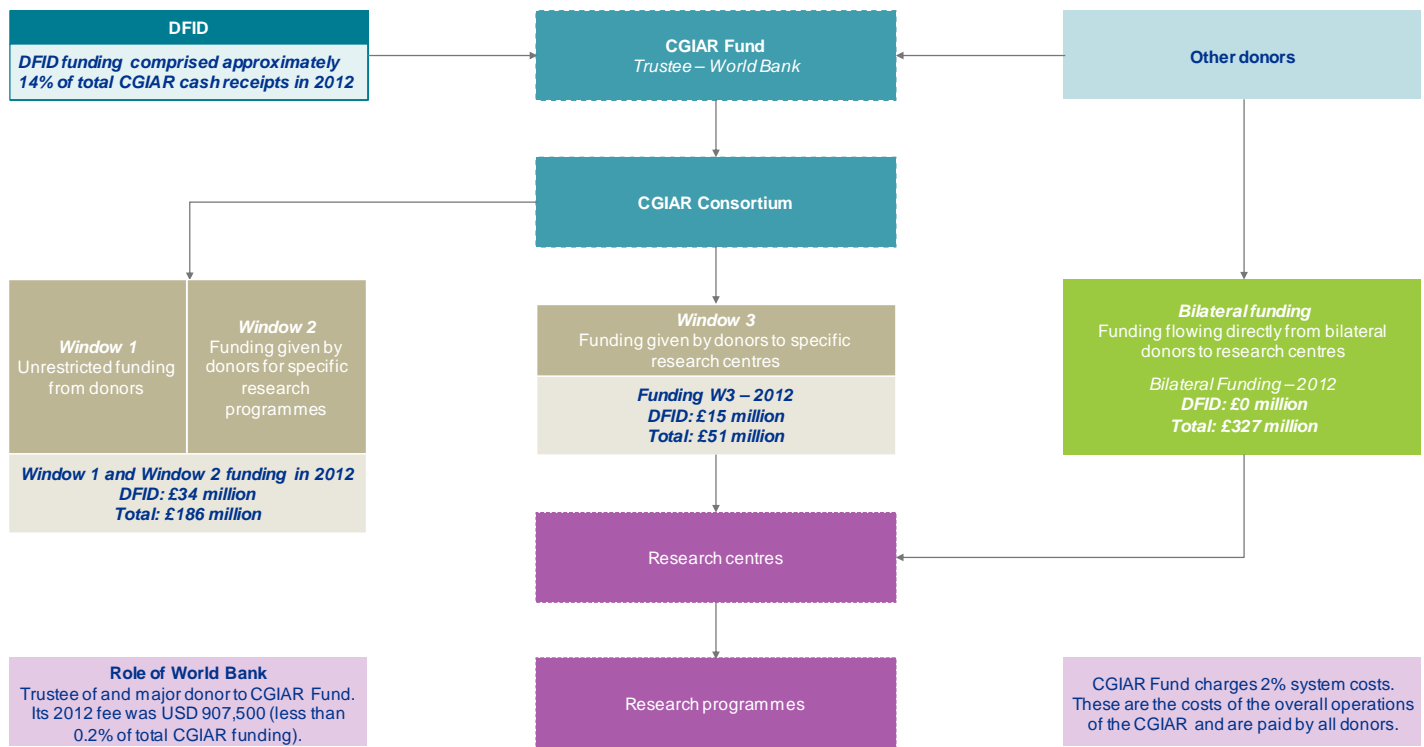 DFID
DFID funding comprised approximately
14% of total CGIAR cash receipts in 2012
CGIAR Fund
Trustee – World Bank
Other donors
CGIAR Consortium
Window 1
Unrestricted funding
from donors
Window 2
Funding given by
donors for specific
research
programmes
Window 1 and Window 2 funding in 2012
DFID: £34 million
Total: £186 million
Window 3
Funding given by donors to specific
research centres
Funding W3 – 2012
DFID: £15 million
Total: £51 million
Bilateral funding
Funding flowing directly from bilateral
donors to research centres
Bilateral Funding – 2012
DFID: £0 million
Total: £327 million
Research centres
Role of World Bank
Trustee of and major donor to CGIAR Fund.
Its 2012 fee was USD 907,500 (less than
0.2% of total CGIAR funding).
Research programmes
CGIAR Fund charges 2% system costs.
These are the costs of the overall operations
of the CGIAR and are paid by all donors.